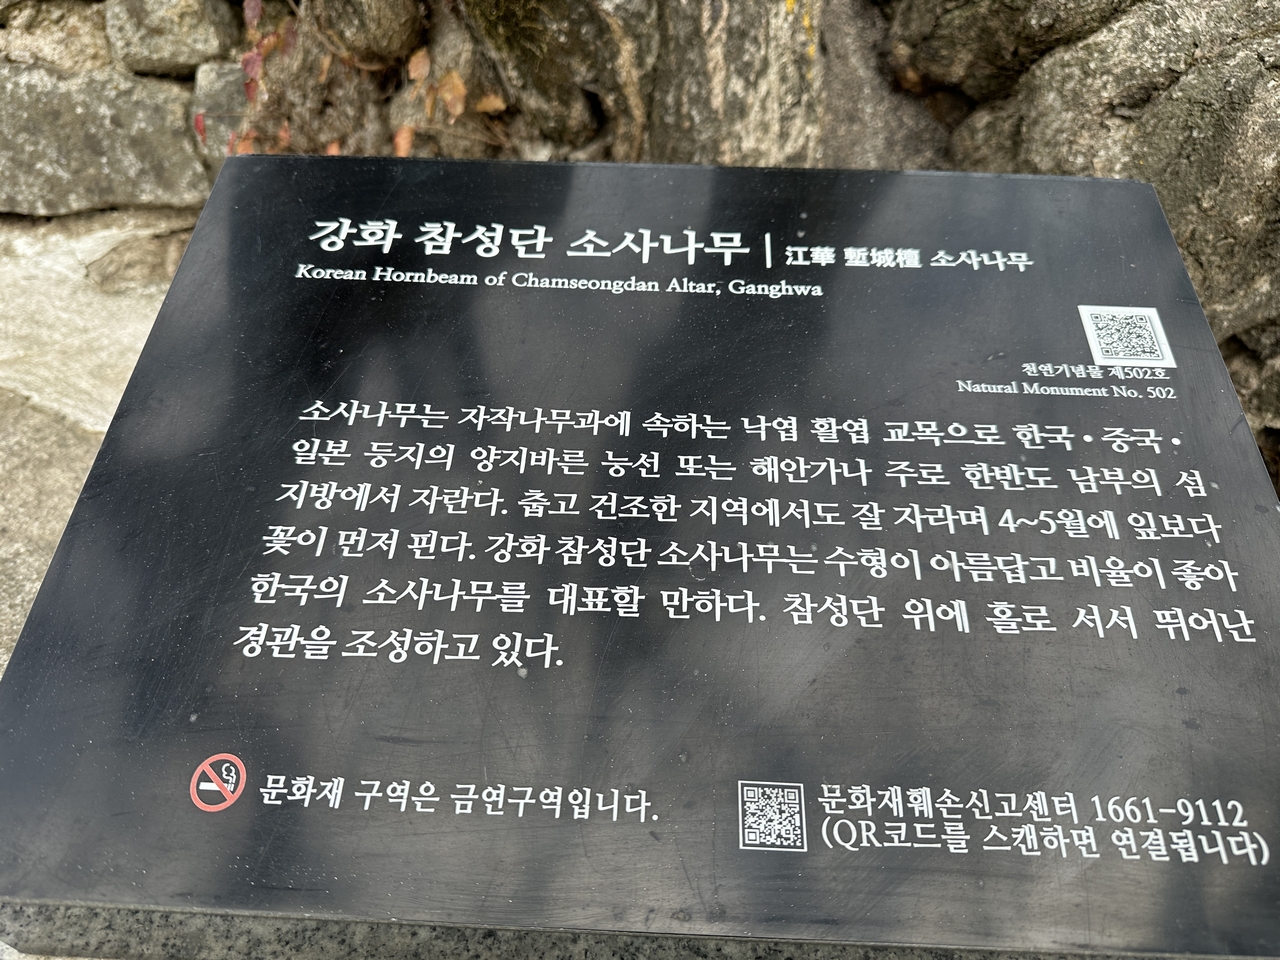 강화 참성단 소사나무 | 江華 塹城檀 소사나무
Korean Hornbeam of Chamseongdan Altar, Ganghwa
천연기념물 제502호
Natural Monument No. 502
소사나무는 자작나무과에 속하는 낙엽 활엽 교목으로 한국·중국·
일본 등지의 양지바른 능선 또는 해안가나 주로 한반도 남부의 섬
지방에서 자란다. 춥고 건조한 지역에서도 잘 자라며 4~5월에 잎보다
꽃이 먼저 핀다. 강화 참성단 소사나무는 수형이 아름답고 비율이 좋아
한국의 소사나무를 대표할 만하다. 참성단 위에 홀로 서서 뛰어난
경관을 조성하고 있다.
문화재 구역은 금연구역입니다.
문화재훼손신고센터 1661-9112
(QR코드를 스캔하면 연결됩니다)